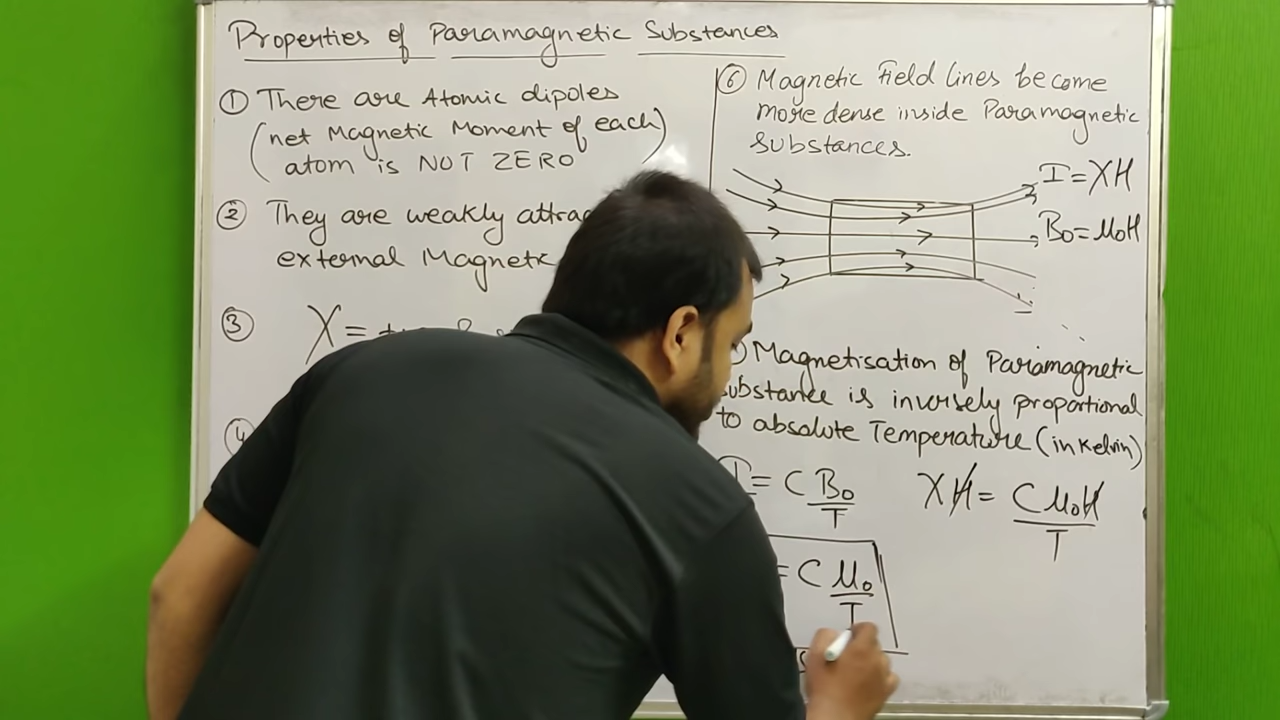 Properties of Paramagnetic Substances
① There are Atomic dipoles
(net Magnetic Moment of each
atom is NOT ZERO)
② They are weakly
external
③ X =
④
⑥ Magnetic Field lines become
more dense inside Paramagnetic
substances.
I = XH
B₀ = μ₀H
Magnetisation of Paramagnetic
substance is inversely proportional
to absolute Temperature (in Kelvin)
I = C B₀/T
XH = Cμ₀H/T
= C μ₀/T